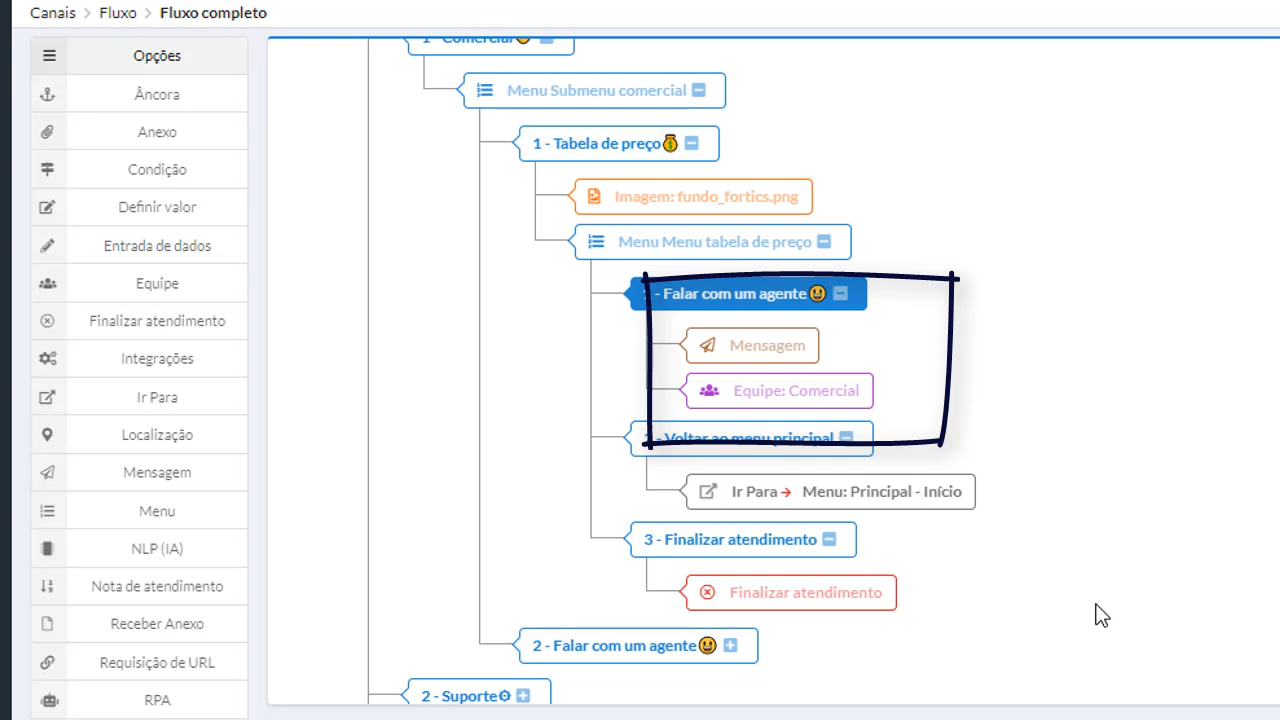 Canais > Fluxo > Fluxo completo
Opções
Âncora
Anexo
Condição
Definir valor
Entrada de dados
Equipe
Finalizar atendimento
Integrações
Ir Para
Localização
Mensagem
Menu
NLP (IA)
Nota de atendimento
Receber Anexo
Requisição de URL
RPA
1 - Comercial
Menu Submenu comercial
1 - Tabela de preço
Imagem: fundo_fortics.png
Menu Menu tabela de preço
- Falar com um agente
Mensagem
Equipe: Comercial
- Voltar ao menu principal
Ir Para → Menu: Principal - Início
3 - Finalizar atendimento
Finalizar atendimento
2 - Falar com um agente
2 - Suporte